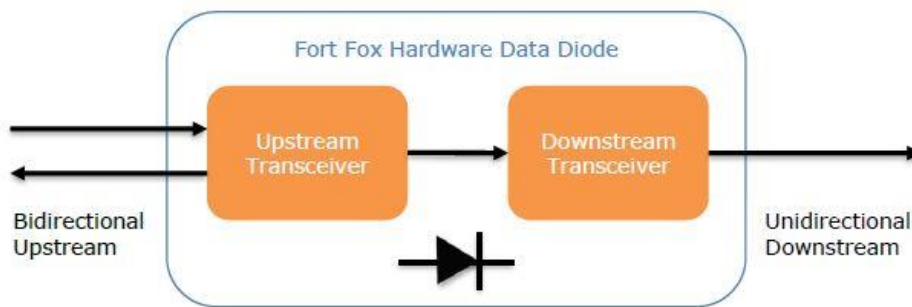 Fort Fox Hardware Data Diode
Upstream
Transceiver
Downstream
Transceiver
Bidirectional
Upstream
Unidirectional
Downstream